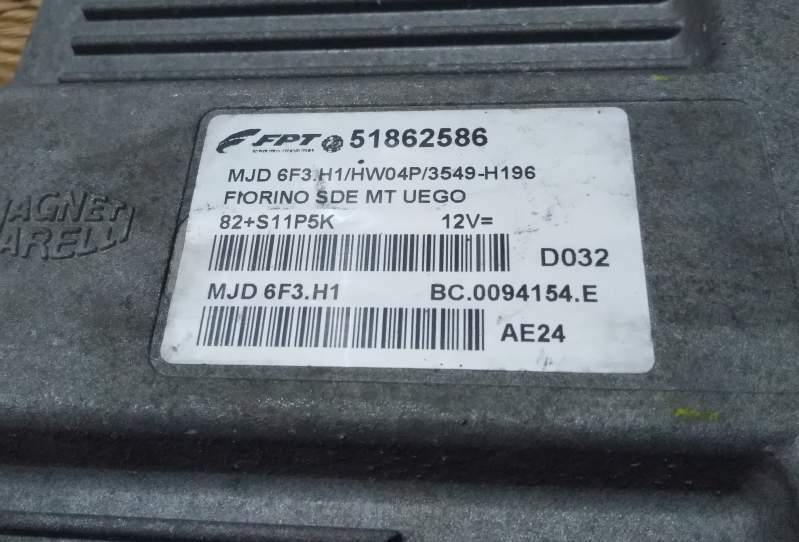 FPT 51862586
MJD 6F3.H1/HW04P/3549-H196
FIORINO SDE MT UEGO
82+S11P5K 12V=
D032
MJD 6F3.H1 BC.0094154.E
AE24
MAGNETI
MARELLI